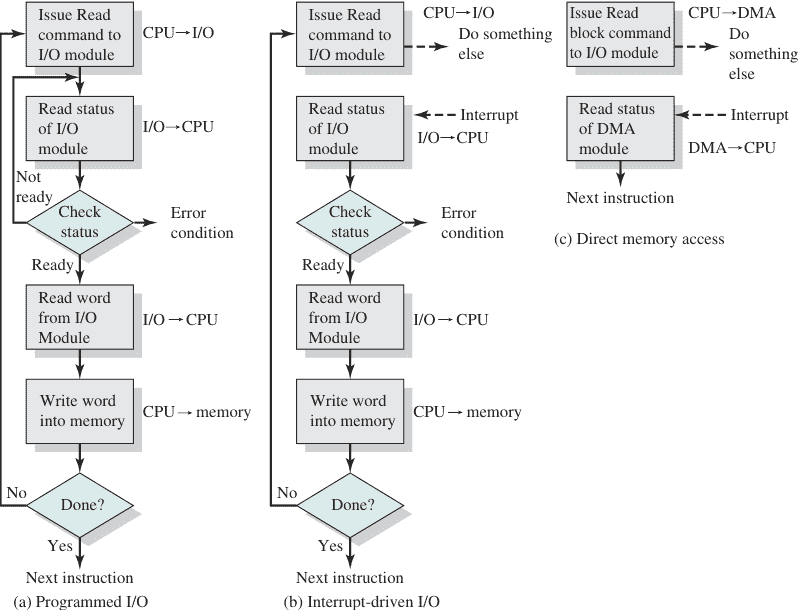 Issue Read
command to
I/O module
CPU→I/O
Read status
of I/O
module
I/O→CPU
Not
ready
Check
status
Error
condition
Ready
Read word
from I/O
Module
I/O→CPU
Write word
into memory
CPU→memory
No
Done?
Yes
Next instruction
(a) Programmed I/O
Issue Read
command to
I/O module
CPU→I/O
Do something
else
Read status
of I/O
module
Interrupt
I/O→CPU
Check
status
Error
condition
Ready
Read word
from I/O
Module
I/O→CPU
Write word
into memory
CPU→memory
No
Done?
Yes
Next instruction
(b) Interrupt-driven I/O
Issue Read
block command
to I/O module
CPU→DMA
Do
something
else
Read status
of DMA
module
Interrupt
DMA→CPU
Next instruction
(c) Direct memory access